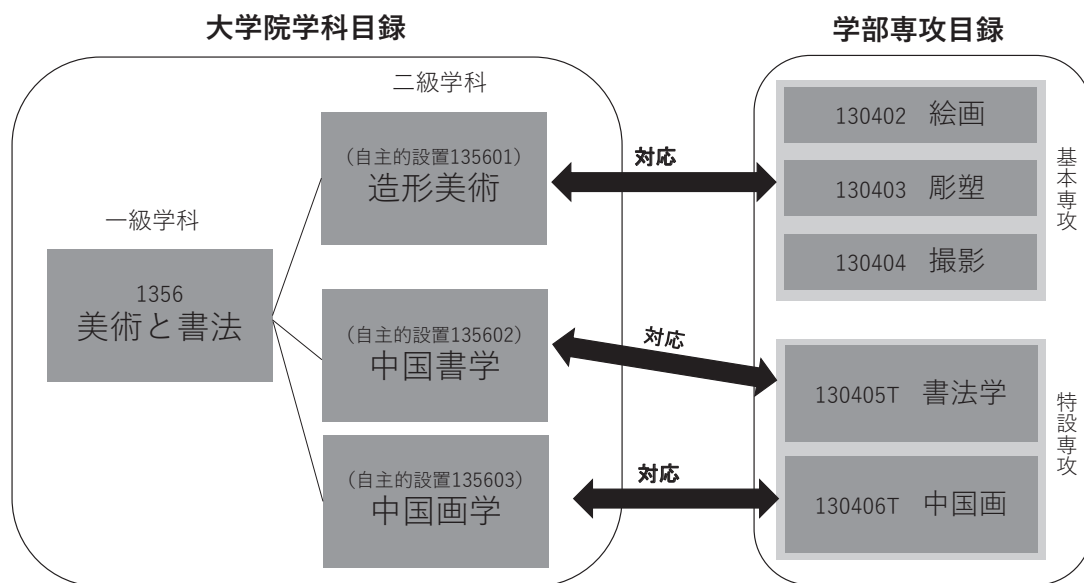 大学院学科目録
学部専攻目録
二級学科
一級学科
1356
美術と書法
（自主的設置135601）
造形美術
（自主的設置135602）
中国書学
（自主的設置135603）
中国画学
対応
対応
対応
130402 絵画
130403 彫塑
130404 撮影
基本専攻
130405T 書法学
130406T 中国画
特設専攻